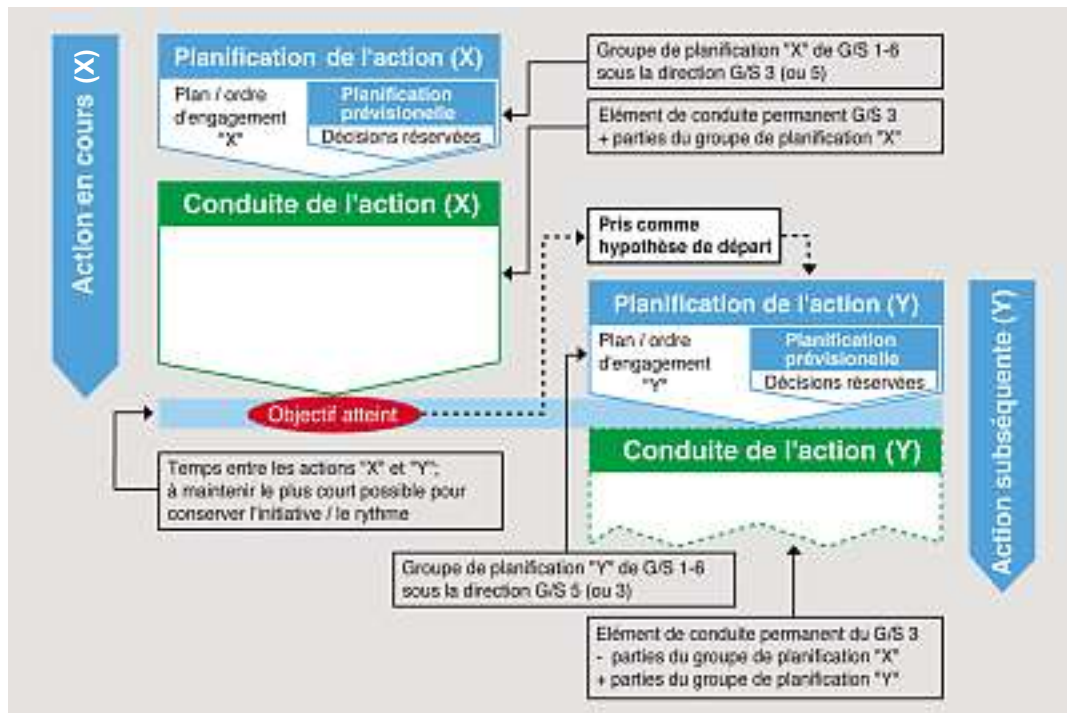 Action en cours (X)
Planification de l'action (X)
Plan / ordre
d'engagement
"X"
Planification
prévisionelle
Décisions réservées
Groupe de planification "X" de G/S 1-6
sous la direction G/S 3 (ou 5)
Elément de conduite permanent G/S 3
+ parties du groupe de planification "X"
Conduite de l'action (X)
Pris comme
hypothèse de départ
Planification de l'action (Y)
Plan / ordre
d'engagement
"Y"
Planification
prévisionelle
Décisions réservées
Action subséquente (Y)
Objectif atteint
Conduite de l'action (Y)
Temps entre les actions "X" et "Y";
à maintenir le plus court possible pour
conserver l'initiative / le rythme
Groupe de planification "Y" de G/S 1-6
sous la direction G/S 5 (ou 3)
Elément de conduite permanent du G/S 3
- parties du groupe de planification "X"
+ parties du groupe de planification "Y"